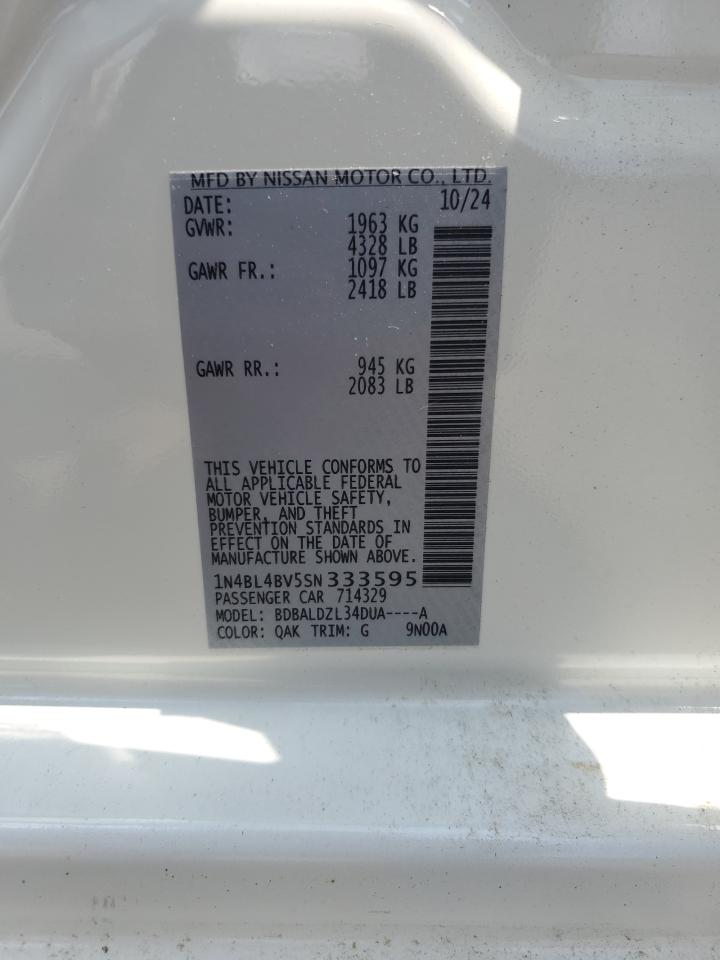 MFD BY NISSAN MOTOR CO., LTD.
DATE: 10/24
GVWR: 1963 KG
4328 LB
GAWR FR.: 1097 KG
2418 LB
GAWR RR.: 945 KG
2083 LB
THIS VEHICLE CONFORMS TO
ALL APPLICABLE FEDERAL
MOTOR VEHICLE SAFETY,
BUMPER, AND THEFT
PREVENTION STANDARDS IN
EFFECT ON THE DATE OF
MANUFACTURE SHOWN ABOVE.
1N4BL4BV5SN333595
PASSENGER CAR 714329
MODEL: BDBALDZL34DUA----A
COLOR: QAK TRIM: G 9N00A